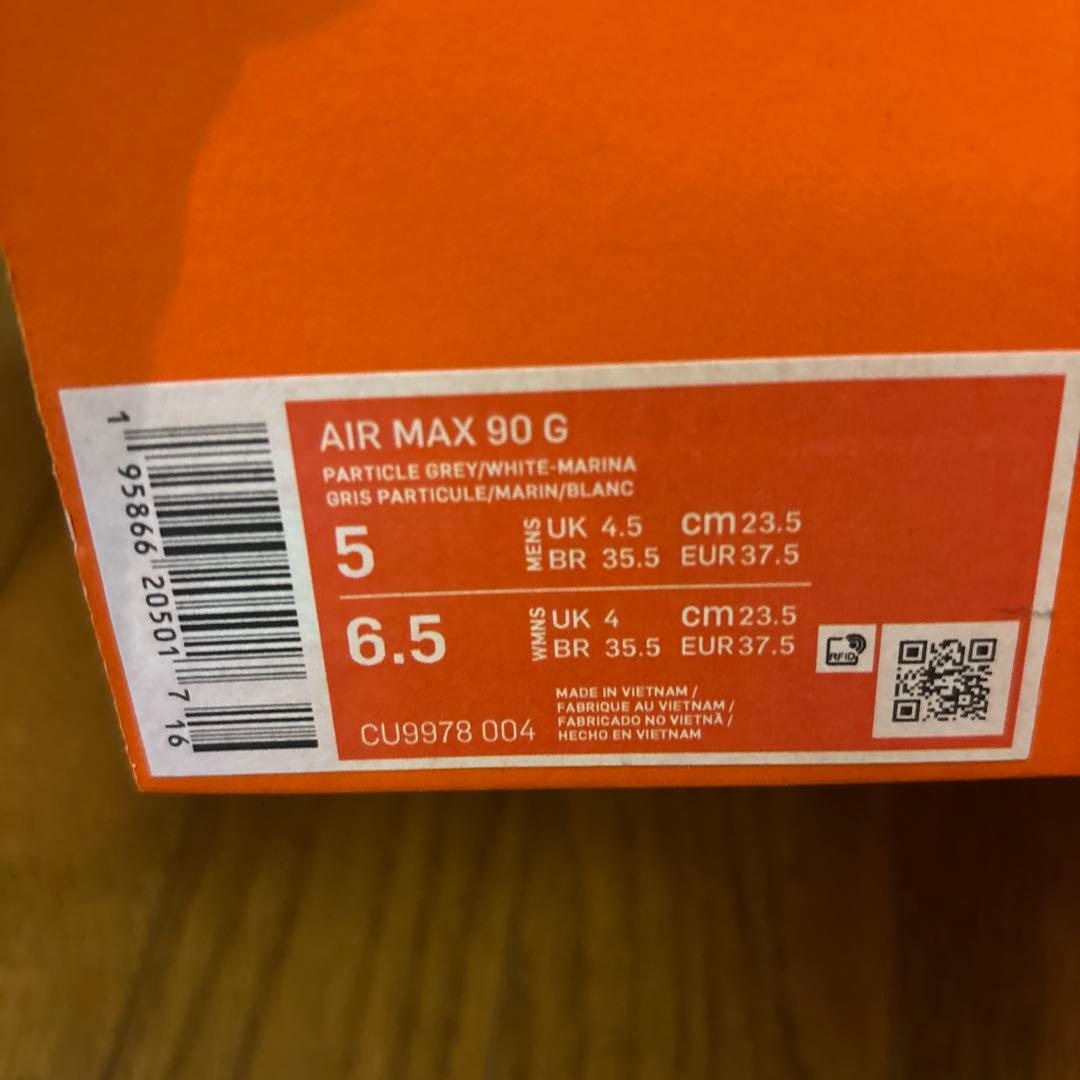 AIR MAX 90 G
PARTICLE GREY/WHITE-MARINA
GRIS PARTICULE/MARIN/BLANC
5
MENS
UK 4.5 cm 23.5
BR 35.5 EUR 37.5
6.5
WMNS
UK 4 cm 23.5
BR 35.5 EUR 37.5
CU9978 004
MADE IN VIETNAM /
FABRIQUE AU VIETNAM /
FABRICADO NO VIETNÃ /
HECHO EN VIETNAM
RFID
1 95866 20501 7 16